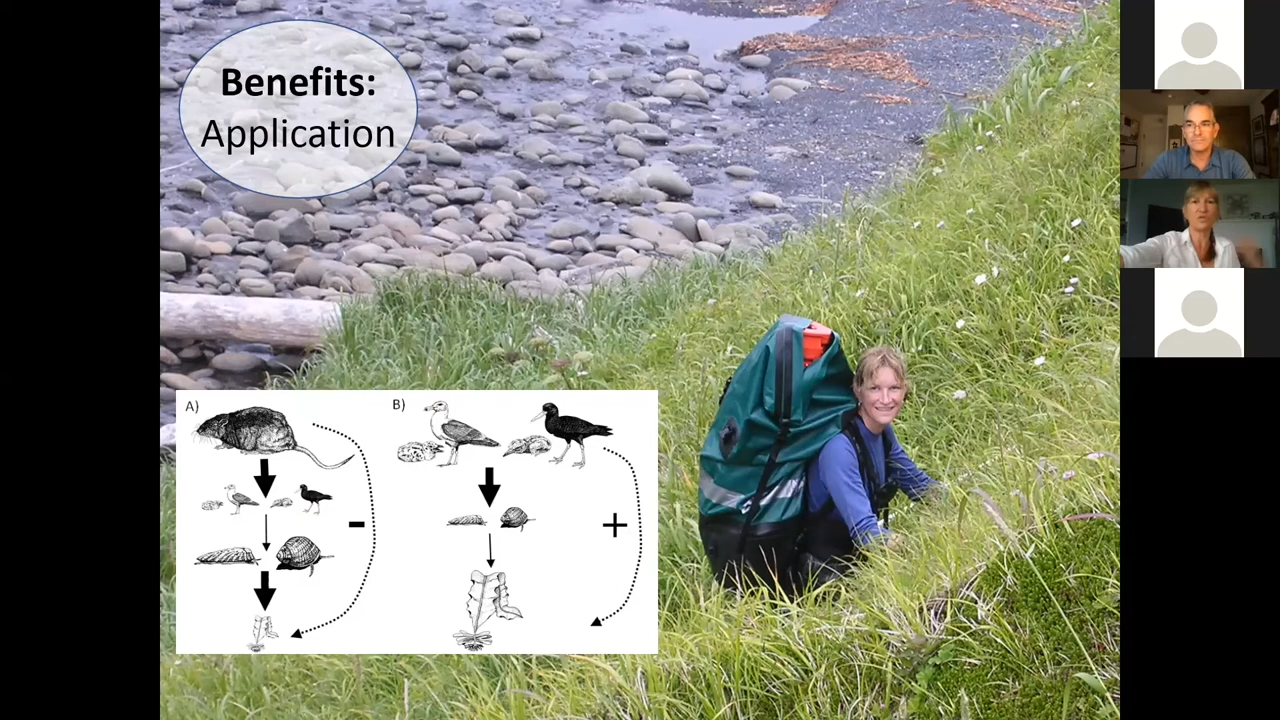 Benefits:
Application
A)
B)
-
+